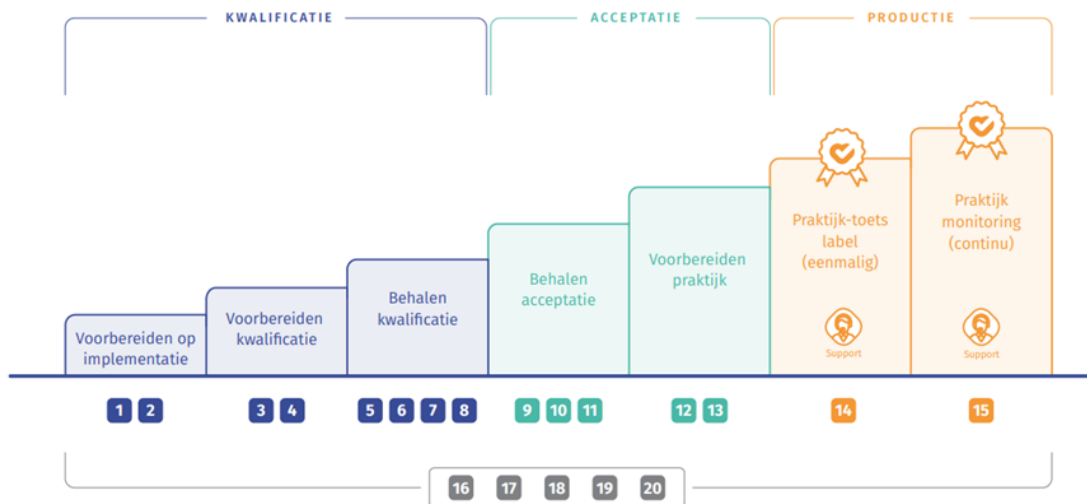 KWALIFICATIE
ACCEPTATIE
PRODUCTIE
Voorbereiden op
implementatie
Voorbereiden
kwalificatie
Behalen
kwalificatie
Behalen
acceptatie
Voorbereiden
praktijk
Praktijk-toets
label
(eenmalig)
Support
Praktijk
monitoring
(continu)
Support
1 2
3 4
5 6 7 8
9 10 11
12 13
14
15
16 17 18 19 20